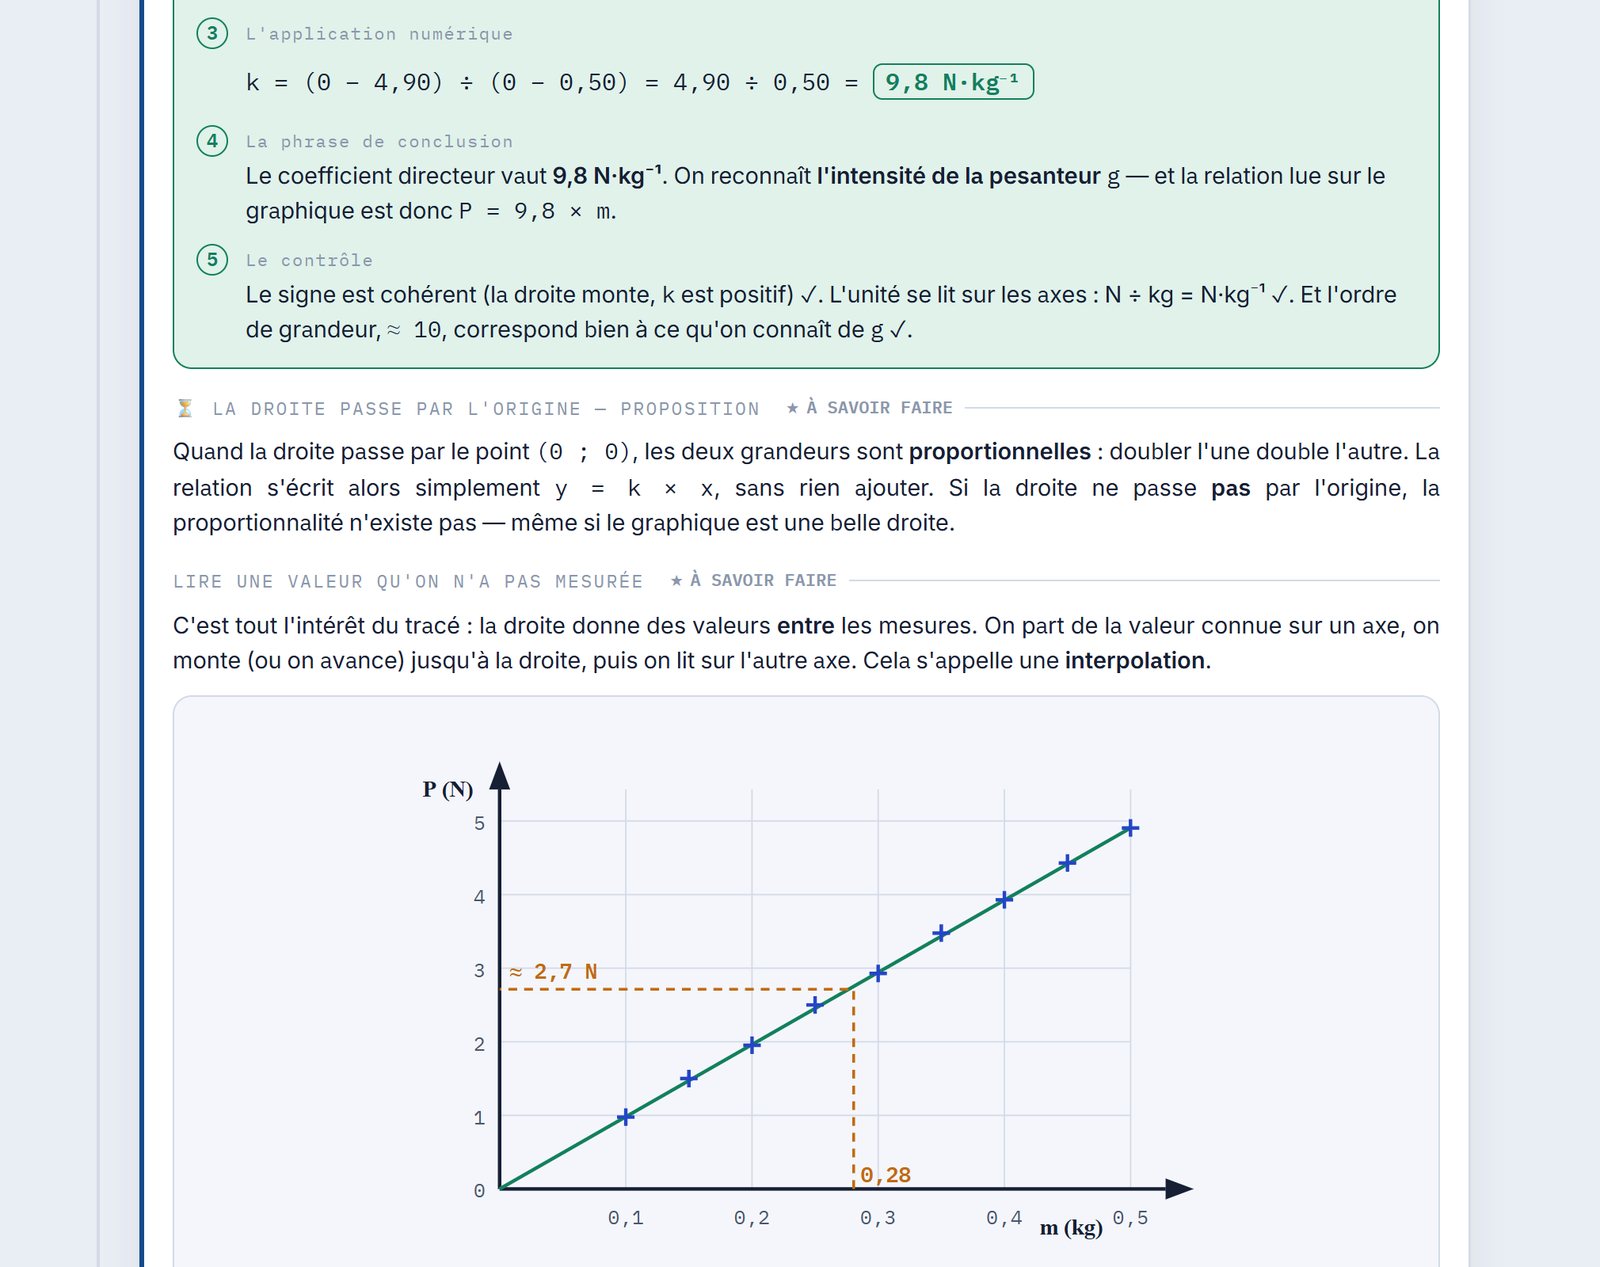 3 L'application numérique
k = (0 − 4,90) ÷ (0 − 0,50) = 4,90 ÷ 0,50 = 9,8 N·kg⁻¹
4 La phrase de conclusion
Le coefficient directeur vaut 9,8 N·kg⁻¹. On reconnaît l'intensité de la pesanteur g — et la relation lue sur le
graphique est donc P = 9,8 × m.
5 Le contrôle
Le signe est cohérent (la droite monte, k est positif) ✓. L'unité se lit sur les axes : N ÷ kg = N·kg⁻¹ ✓. Et l'ordre
de grandeur, ≈ 10, correspond bien à ce qu'on connaît de g ✓.
⏳ LA DROITE PASSE PAR L'ORIGINE — PROPOSITION ★ À SAVOIR FAIRE
Quand la droite passe par le point (0 ; 0), les deux grandeurs sont proportionnelles : doubler l'une double l'autre. La
relation s'écrit alors simplement y = k × x, sans rien ajouter. Si la droite ne passe pas par l'origine, la
proportionnalité n'existe pas — même si le graphique est une belle droite.
LIRE UNE VALEUR QU'ON N'A PAS MESURÉE ★ À SAVOIR FAIRE
C'est tout l'intérêt du tracé : la droite donne des valeurs entre les mesures. On part de la valeur connue sur un axe, on
monte (ou on avance) jusqu'à la droite, puis on lit sur l'autre axe. Cela s'appelle une interpolation.
P (N)
5
4
3
≈ 2,7 N
2
1
0,28
0
0,1 0,2 0,3 0,4 0,5
m (kg)